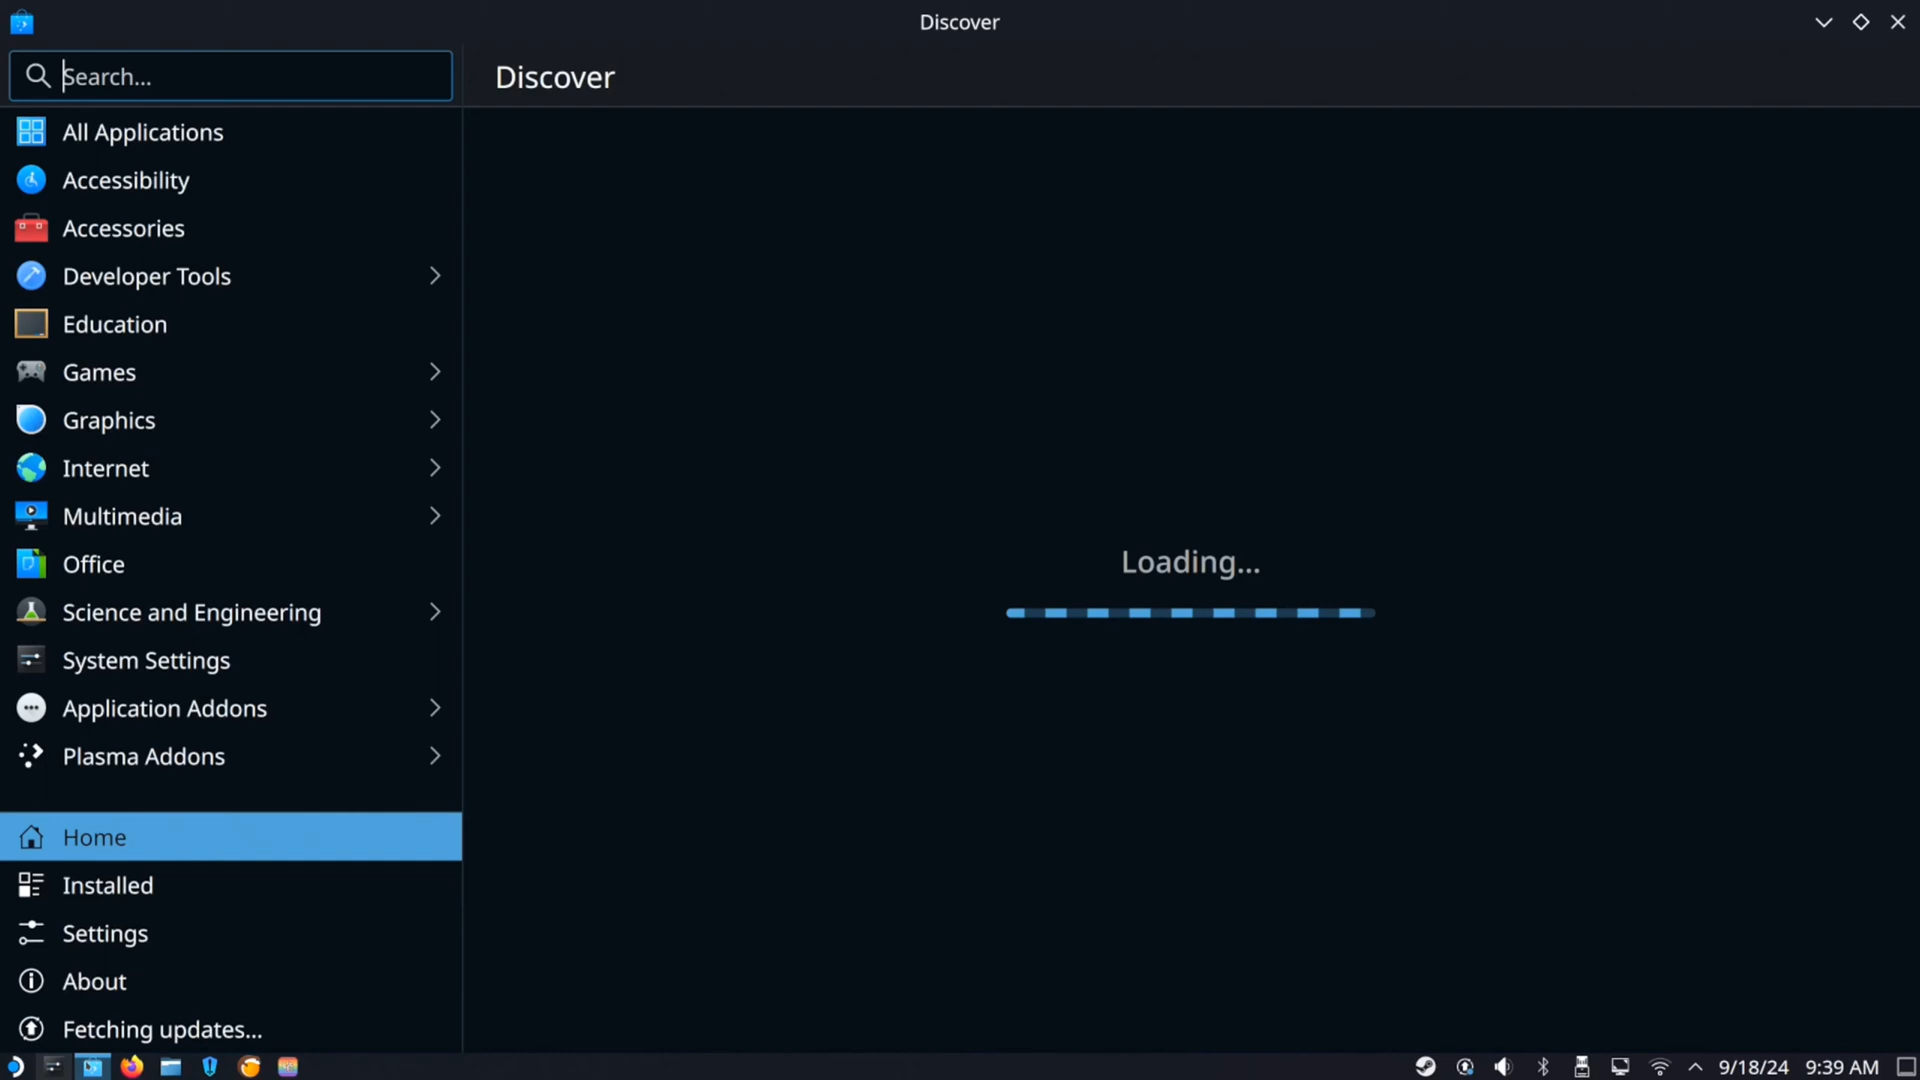 Discover
Search...
Discover
All Applications
Accessibility
Accessories
Developer Tools
Education
Games
Graphics
Internet
Multimedia
Office
Science and Engineering
System Settings
Application Addons
Plasma Addons
Loading...
Home
Installed
Settings
About
Fetching updates...
9/18/24 9:39 AM